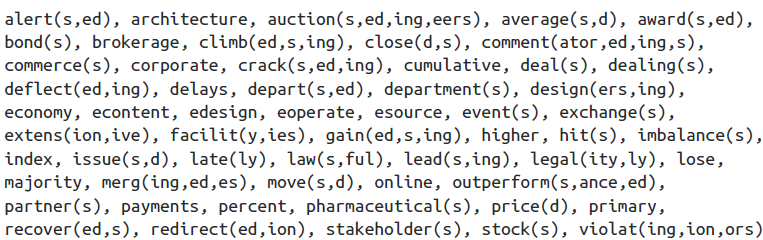 alert(s,ed), architecture, auction(s,ed,ing,eers), average(s,d), award(s,ed),
bond(s), brokerage, climb(ed,s,ing), close(d,s), comment(ator,ed,ing,s),
commerce(s), corporate, crack(s,ed,ing), cumulative, deal(s), dealing(s),
deflect(ed,ing), delays, depart(s,ed), department(s), design(ers,ing),
economy, econtent, edesign, eoperate, esource, event(s), exchange(s),
extens(ion,ive), facilit(y,ies), gain(ed,s,ing), higher, hit(s), imbalance(s),
index, issue(s,d), late(ly), law(s,ful), lead(s,ing), legal(ity,ly), lose,
majority, merg(ing,ed,es), move(s,d), online, outperform(s,ance,ed),
partner(s), payments, percent, pharmaceutical(s), price(d), primary,
recover(ed,s), redirect(ed,ion), stakeholder(s), stock(s), violat(ing,ion,ors)